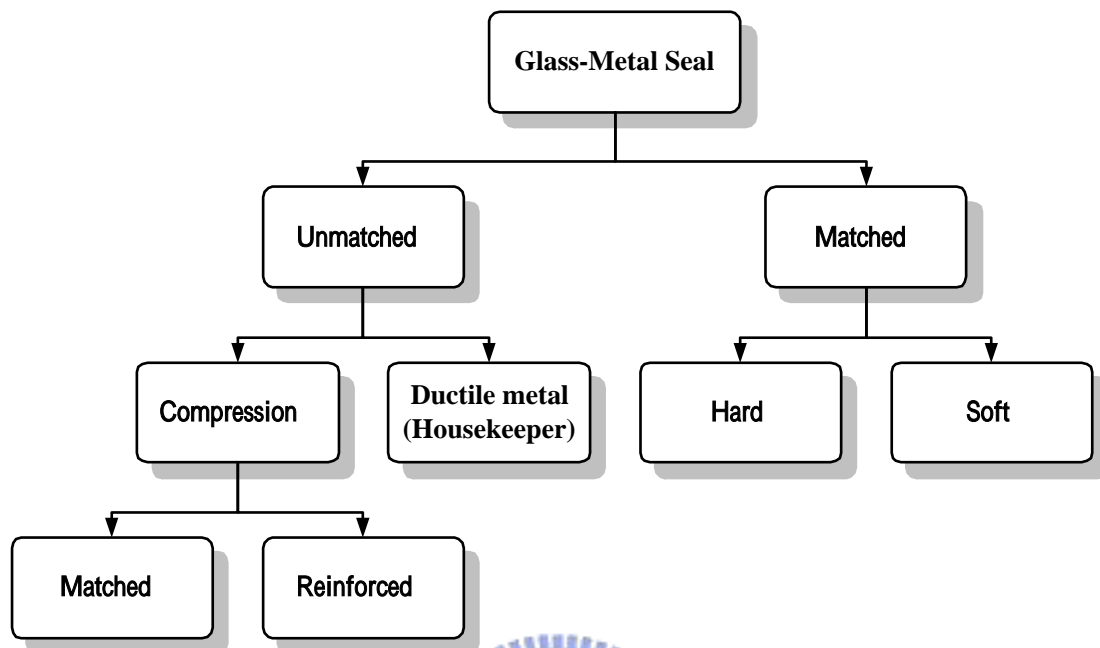 Glass-Metal Seal
Unmatched
Matched
Compression
Ductile metal
(Housekeeper)
Hard
Soft
Matched
Reinforced